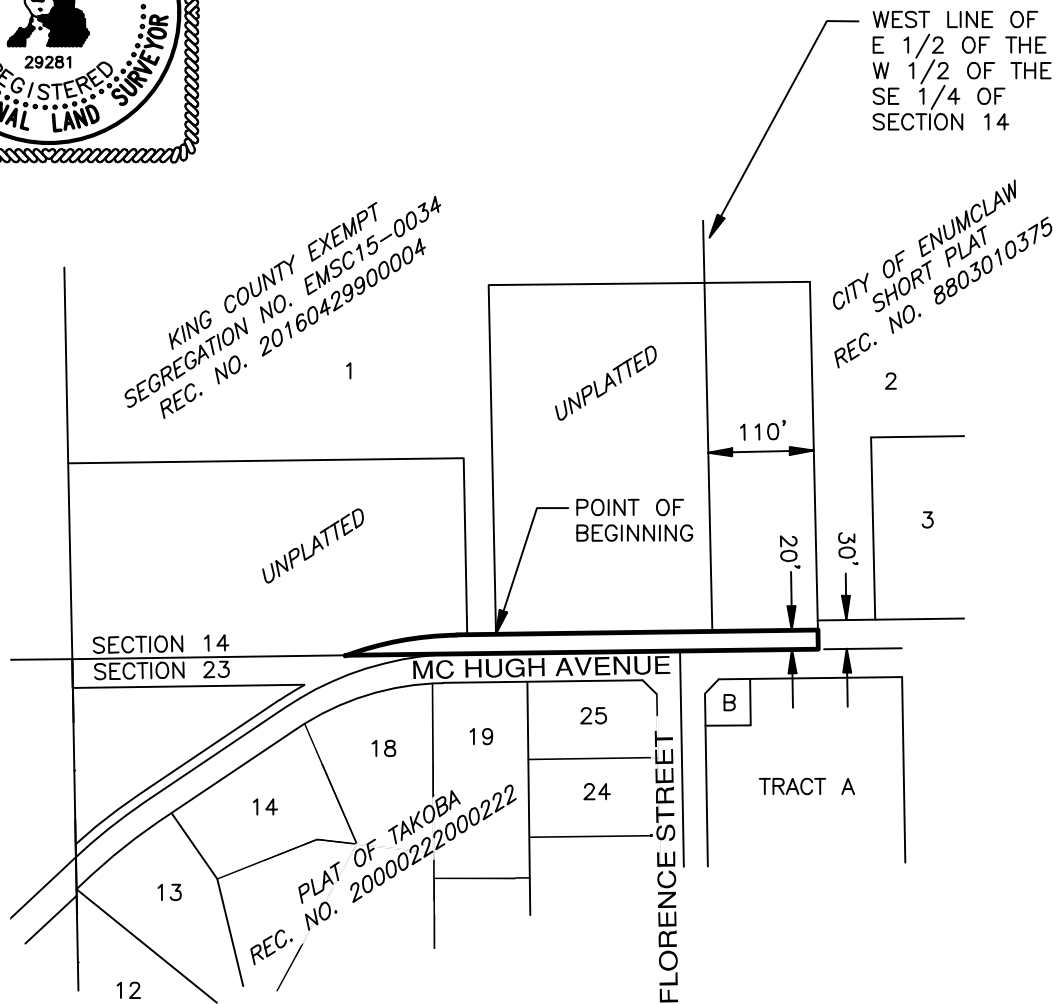 29281
REGISTERED
LAND SURVEYOR
WEST LINE OF
E 1/2 OF THE
W 1/2 OF THE
SE 1/4 OF
SECTION 14
KING COUNTY EXEMPT
SEGREGATION NO. EMSC15-0034
REC. NO. 20160429900004
1
CITY OF ENUMCLAW
SHORT PLAT
REC. NO. 8803010375
2
UNPLATTED
110'
3
POINT OF
BEGINNING
UNPLATTED
20'
30'
SECTION 14
SECTION 23
MC HUGH AVENUE
B
25
18
19
24
TRACT A
14
FLORENCE STREET
PLAT OF TAKOBA
REC. NO. 20000222000222
13
12